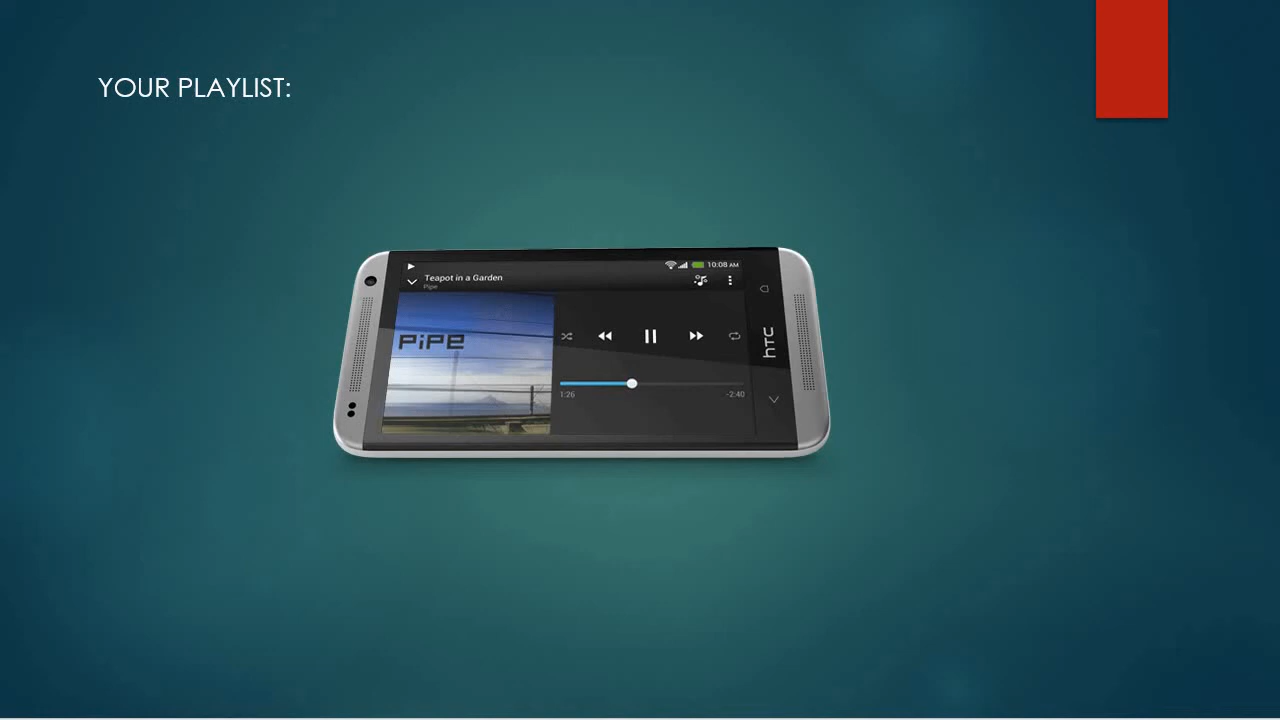 YOUR PLAYLIST:
10:08 AM
Teapot in a Garden
Pipe
PiPE
1:26
-2:40
hTC